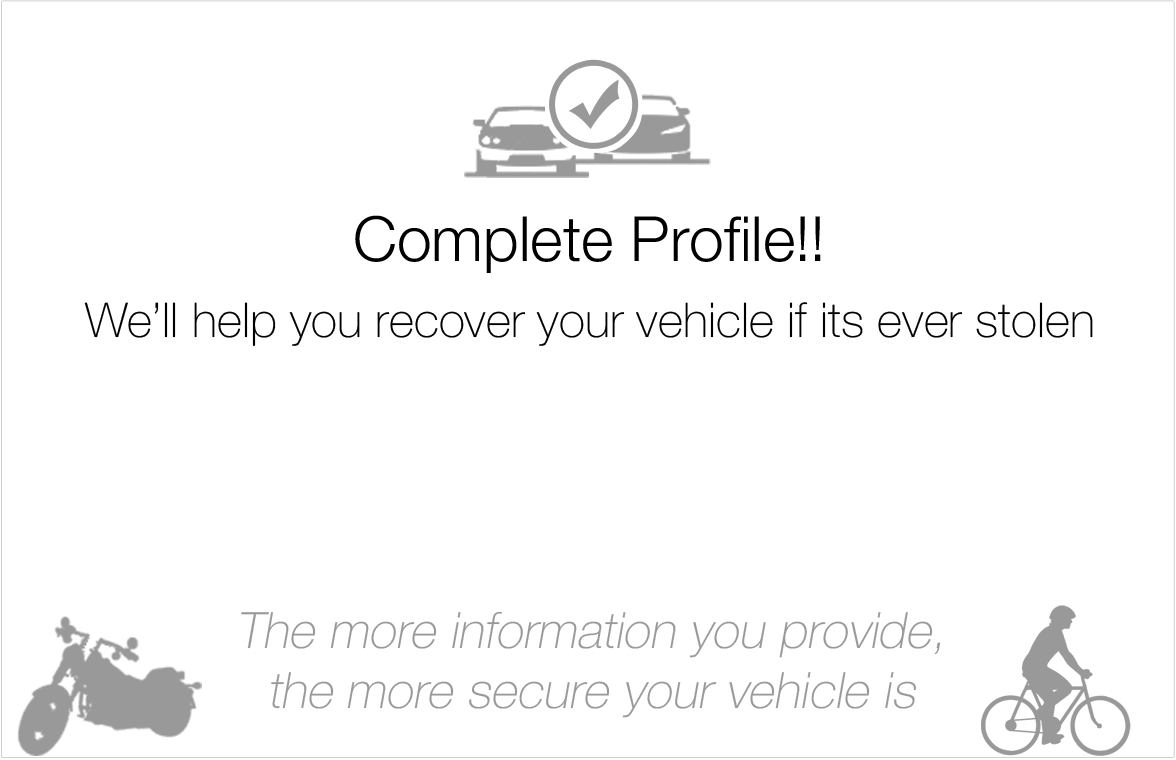 Complete Profile!!
We’ll help you recover your vehicle if its ever stolen
The more information you provide,
the more secure your vehicle is